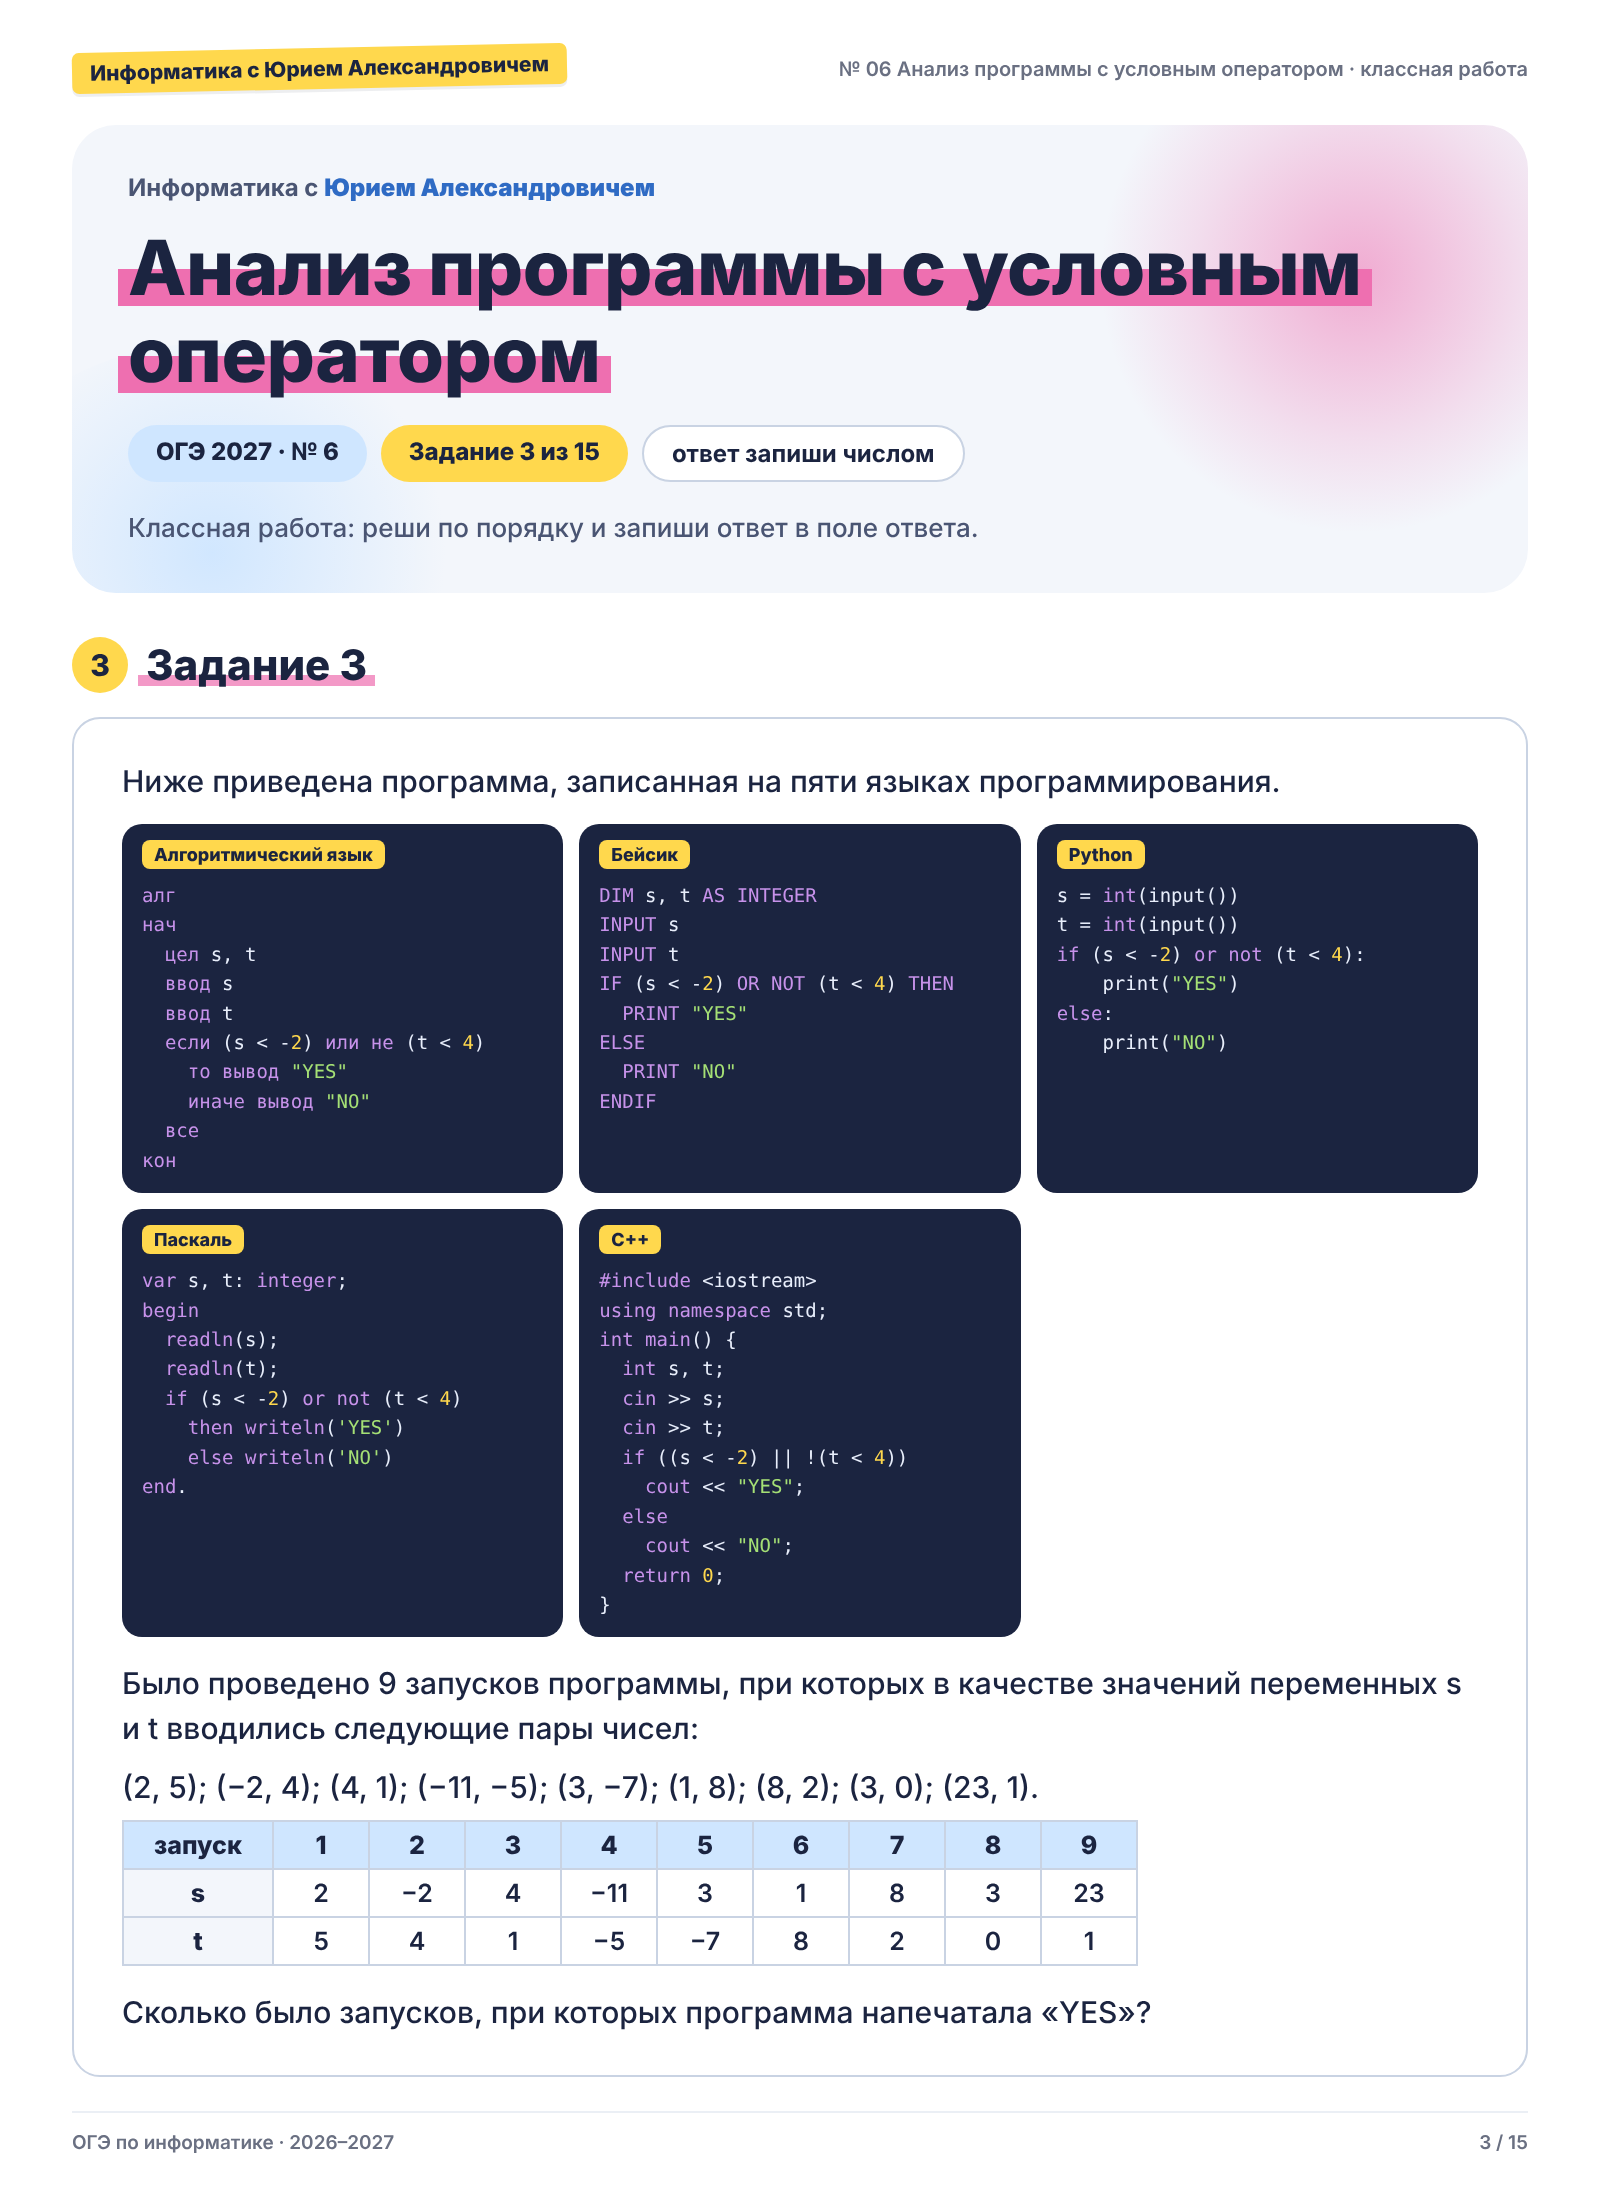 Информатика с Юрием Александровичем
№ 06 Анализ программы с условным оператором · классная работа
Информатика с Юрием Александровичем
Анализ программы с условным
оператором
ОГЭ 2027 · № 6
Задание 3 из 15
ответ запиши числом
Классная работа: реши по порядку и запиши ответ в поле ответа.
3 Задание 3
Ниже приведена программа, записанная на пяти языках программирования.
Алгоритмический язык
алг
нач
  цел s, t
  ввод s
  ввод t
  если (s < -2) или не (t < 4)
    то вывод "YES"
    иначе вывод "NO"
  все
кон
Бейсик
DIM s, t AS INTEGER
INPUT s
INPUT t
IF (s < -2) OR NOT (t < 4) THEN
  PRINT "YES"
ELSE
  PRINT "NO"
ENDIF
Python
s = int(input())
t = int(input())
if (s < -2) or not (t < 4):
    print("YES")
else:
    print("NO")
Паскаль
var s, t: integer;
begin
  readln(s);
  readln(t);
  if (s < -2) or not (t < 4)
    then writeln('YES')
    else writeln('NO')
end.
C++
#include <iostream>
using namespace std;
int main() {
  int s, t;
  cin >> s;
  cin >> t;
  if ((s < -2) || !(t < 4))
    cout << "YES";
  else
    cout << "NO";
  return 0;
}
Было проведено 9 запусков программы, при которых в качестве значений переменных s
и t вводились следующие пары чисел:
(2, 5); (−2, 4); (4, 1); (−11, −5); (3, −7); (1, 8); (8, 2); (3, 0); (23, 1).
запуск 1 2 3 4 5 6 7 8 9
s 2 −2 4 −11 3 1 8 3 23
t 5 4 1 −5 −7 8 2 0 1
Сколько было запусков, при которых программа напечатала «YES»?
ОГЭ по информатике · 2026–2027
3 / 15